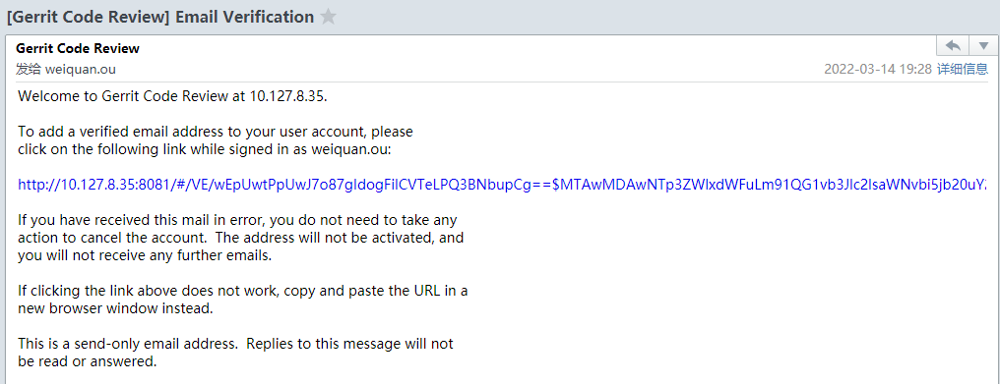 [Gerrit Code Review] Email Verification
Gerrit Code Review
发给 weiquan.ou
2022-03-14 19:28 详细信息
Welcome to Gerrit Code Review at 10.127.8.35.
To add a verified email address to your user account, please
click on the following link while signed in as weiquan.ou:
http://10.127.8.35:8081/#/VE/wEpUwtPpUwJ7o87gIdogFilCVTeLPQ3BNbupCg==$MTAwMDAwNTp3ZWlxdWFuLm91QG1vb3Jlc2lsaWNvbi5jb20uY2
If you have received this mail in error, you do not need to take any
action to cancel the account.  The address will not be activated, and
you will not receive any further emails.
If clicking the link above does not work, copy and paste the URL in a
new browser window instead.
This is a send-only email address.  Replies to this message will not
be read or answered.